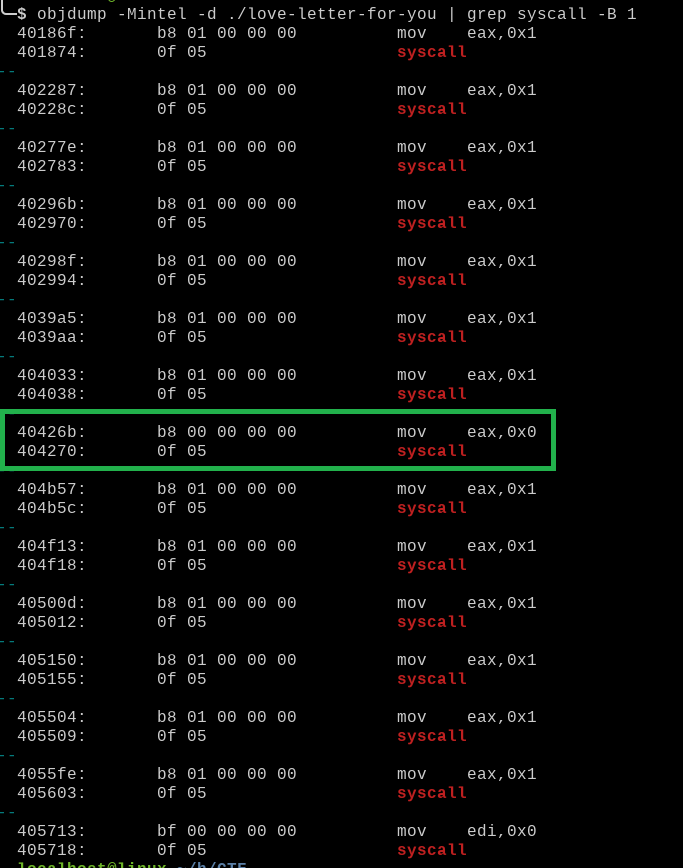 └─$ objdump -Mintel -d ./love-letter-for-you | grep syscall -B 1
40186f: b8 01 00 00 00 mov eax,0x1
401874: 0f 05 syscall
--
402287: b8 01 00 00 00 mov eax,0x1
40228c: 0f 05 syscall
--
40277e: b8 01 00 00 00 mov eax,0x1
402783: 0f 05 syscall
--
40296b: b8 01 00 00 00 mov eax,0x1
402970: 0f 05 syscall
--
40298f: b8 01 00 00 00 mov eax,0x1
402994: 0f 05 syscall
--
4039a5: b8 01 00 00 00 mov eax,0x1
4039aa: 0f 05 syscall
--
404033: b8 01 00 00 00 mov eax,0x1
404038: 0f 05 syscall
40426b: b8 00 00 00 00 mov eax,0x0
404270: 0f 05 syscall
404b57: b8 01 00 00 00 mov eax,0x1
404b5c: 0f 05 syscall
--
404f13: b8 01 00 00 00 mov eax,0x1
404f18: 0f 05 syscall
--
40500d: b8 01 00 00 00 mov eax,0x1
405012: 0f 05 syscall
--
405150: b8 01 00 00 00 mov eax,0x1
405155: 0f 05 syscall
--
405504: b8 01 00 00 00 mov eax,0x1
405509: 0f 05 syscall
--
4055fe: b8 01 00 00 00 mov eax,0x1
405603: 0f 05 syscall
--
405713: bf 00 00 00 00 mov edi,0x0
405718: 0f 05 syscall